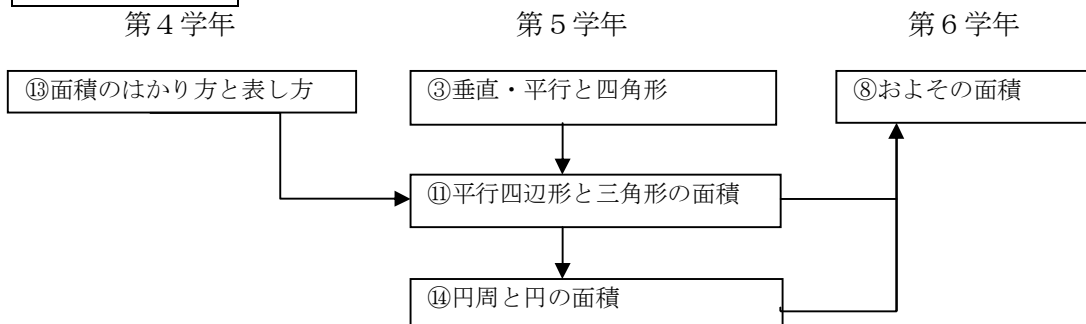 第４学年 第５学年 第６学年
⑬面積のはかり方と表し方 ③垂直・平行と四角形 ⑧およその面積
⑪平行四辺形と三角形の面積
⑭円周と円の面積